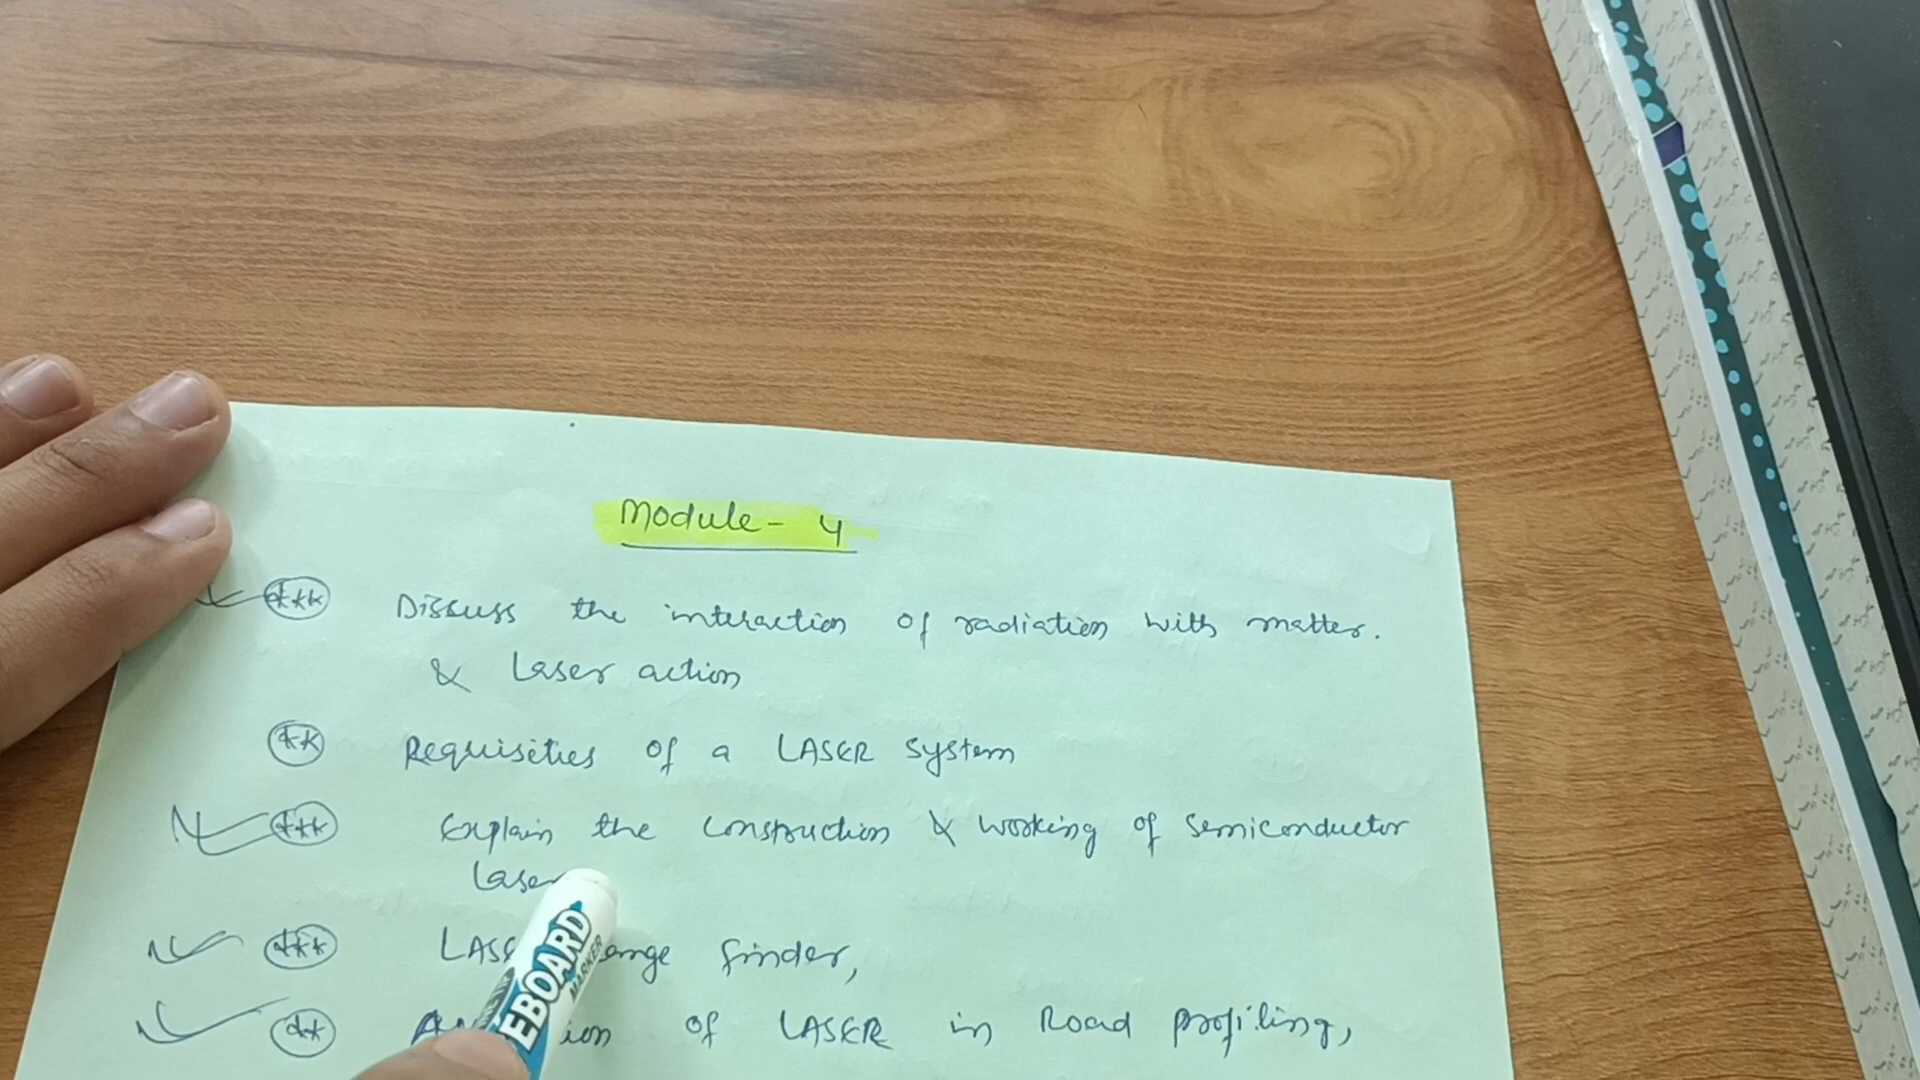 Module - 4
*** Discuss the interaction of radiation with matter.
& Laser action
** Requisities of a LASER System
*** Explain the construction & working of Semiconductor
Laser
*** finder,
** of LASER in Road profiling,
EBOARD
MARKER